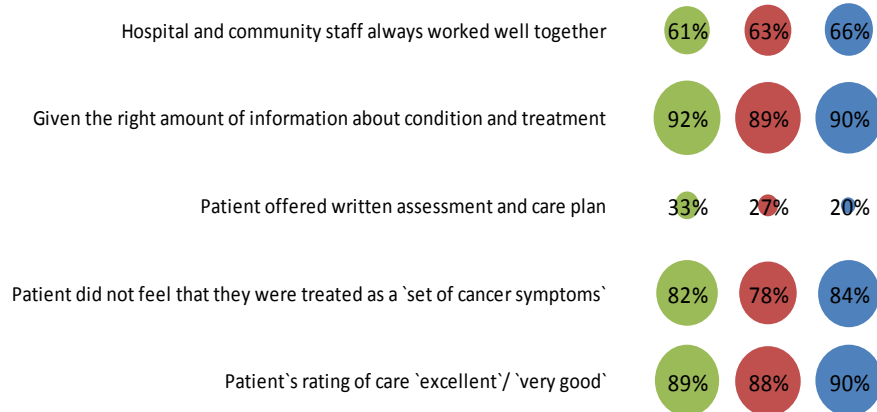 Hospital and community staff always worked well together 61% 63% 66%
Given the right amount of information about condition and treatment 92% 89% 90%
Patient offered written assessment and care plan 33% 27% 20%
Patient did not feel that they were treated as a `set of cancer symptoms` 82% 78% 84%
Patient`s rating of care `excellent`/ `very good` 89% 88% 90%